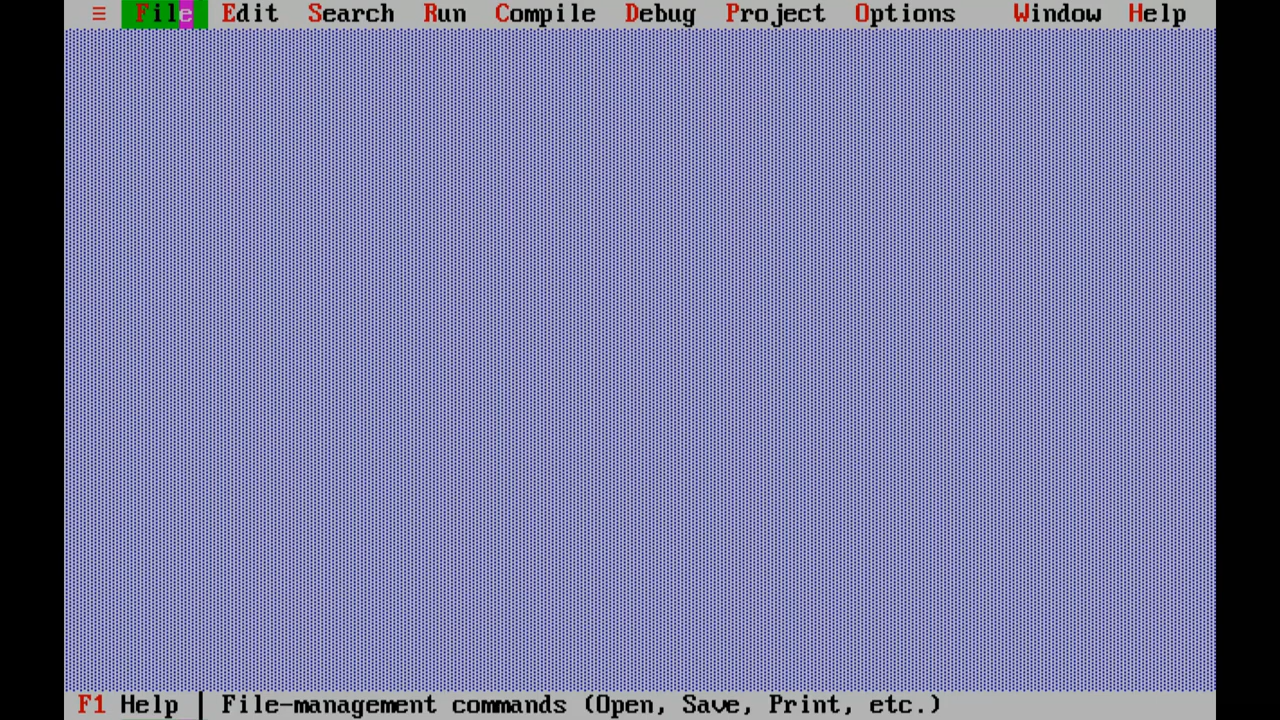 ≡ File Edit Search Run Compile Debug Project Options Window Help
F1 Help | File-management commands (Open, Save, Print, etc.)